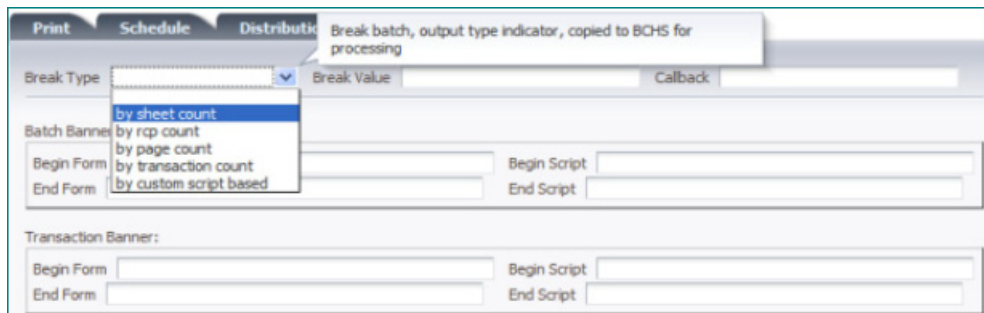 Print Schedule Distributio
Break batch, output type indicator, copied to BCHS for
processing
Break Type Break Value Callback
by sheet count
by rcp count
by page count
by transaction count
by custom script based
Batch Banner
Begin Form Begin Script
End Form End Script
Transaction Banner:
Begin Form Begin Script
End Form End Script